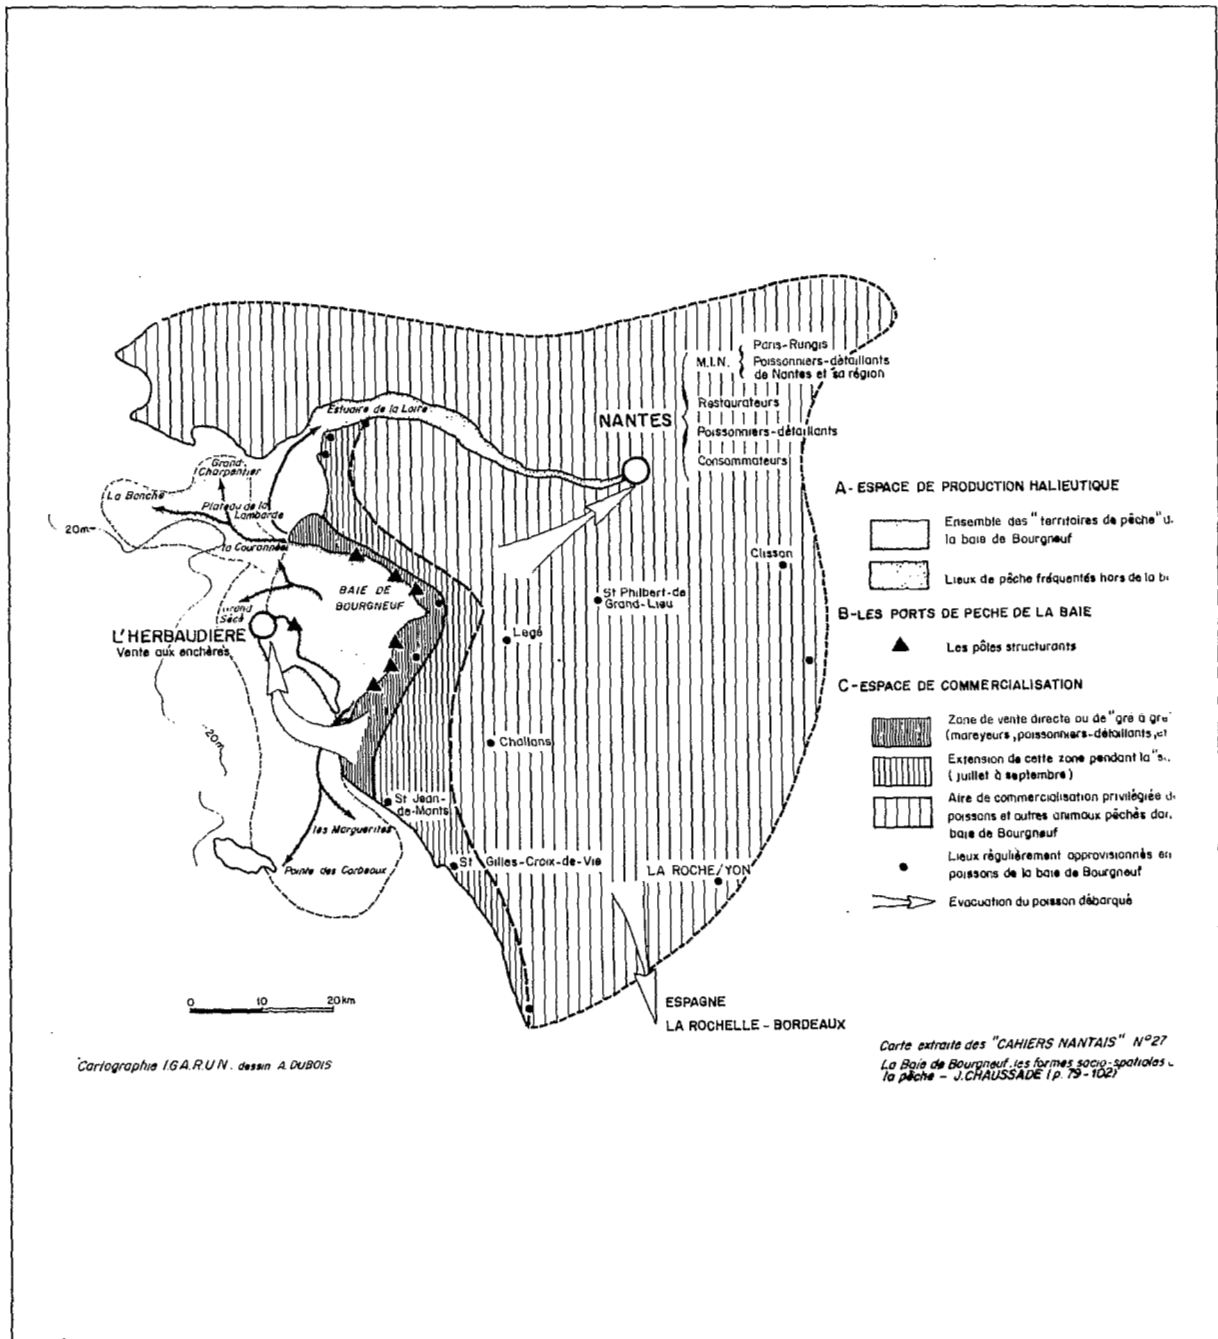 Paris-Rungis
M.I.N.
Poissonniers-détaillants
de Nantes et sa région
Estuaire de la Loire
Restaurateurs
NANTES
Poissonniers-détaillants
Consommateurs
Grand-
Charpentier
La Banche
Plateau de la
Lambarde
20m
la Couronnée
BAIE DE
BOURGNEUF
Grand
Sécé
L'HERBAUDIÈRE
Vente aux enchères
Clisson
St Philbert-de
Grand-Lieu
Legé
20m
Challans
St Jean-
de-Monts
les Marguerites
Pointe des Corbeaux
St Gilles-Croix-de-Vie
LA ROCHE/YON
ESPAGNE
LA ROCHELLE - BORDEAUX
0 10 20 km
A - ESPACE DE PRODUCTION HALIEUTIQUE
Ensemble des "territoires de pêche" d
la baie de Bourgneuf
Lieux de pêche fréquentés hors de la b
B - LES PORTS DE PECHE DE LA BAIE
Les pôles structurants
C - ESPACE DE COMMERCIALISATION
Zone de vente directe ou de "gré à gré
(mareyeurs, poissonniers-détaillants, et
Extension de cette zone pendant la "s
(juillet à septembre)
Aire de commercialisation privilégiée d
poissons et autres animaux pêchés dan
baie de Bourgneuf
Lieux régulièrement approvisionnés en
poissons de la baie de Bourgneuf
Evacuation du poisson débarqué
Cartographie I.G.A.R.U.N. dessin A. DUBOIS
Carte extraite des "CAHIERS NANTAIS" N°27
La Baie de Bourgneuf. les formes socio-spatiales
la pêche - J. CHAUSSADE (p. 79-102)